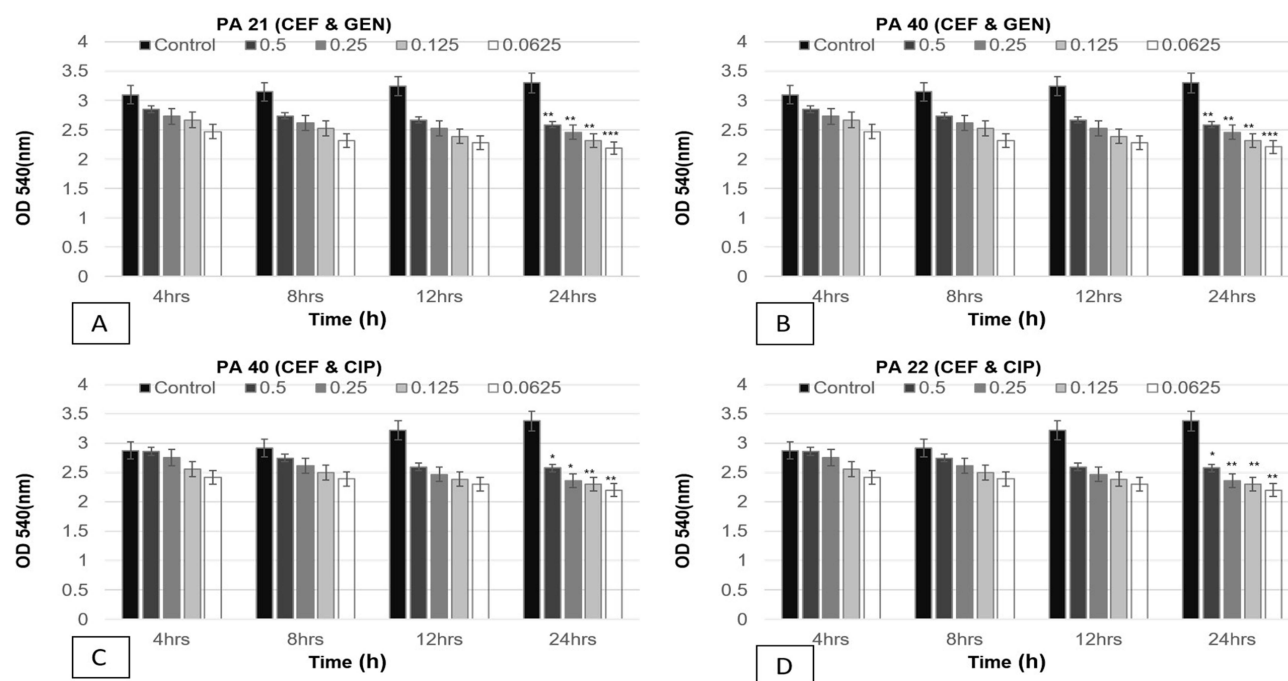 PA 21 (CEF & GEN)
Control 0.5 0.25 0.125 0.0625
4
3.5
3
2.5
2
1.5
1
0.5
0
OD 540(nm)
** ** ** ***
4hrs 8hrs 12hrs 24hrs
Time (h)
A
PA 40 (CEF & GEN)
Control 0.5 0.25 0.125 0.0625
4
3.5
3
2.5
2
1.5
1
0.5
0
OD 540(nm)
** ** ** ***
4hrs 8hrs 12hrs 24hrs
Time (h)
B
PA 40 (CEF & CIP)
Control 0.5 0.25 0.125 0.0625
4
3.5
3
2.5
2
1.5
1
0.5
0
OD 540(nm)
* * ** **
4hrs 8hrs 12hrs 24hrs
Time (h)
C
PA 22 (CEF & CIP)
Control 0.5 0.25 0.125 0.0625
4
3.5
3
2.5
2
1.5
1
0.5
0
OD 540(nm)
* ** ** **
4hrs 8hrs 12hrs 24hrs
Time (h)
D